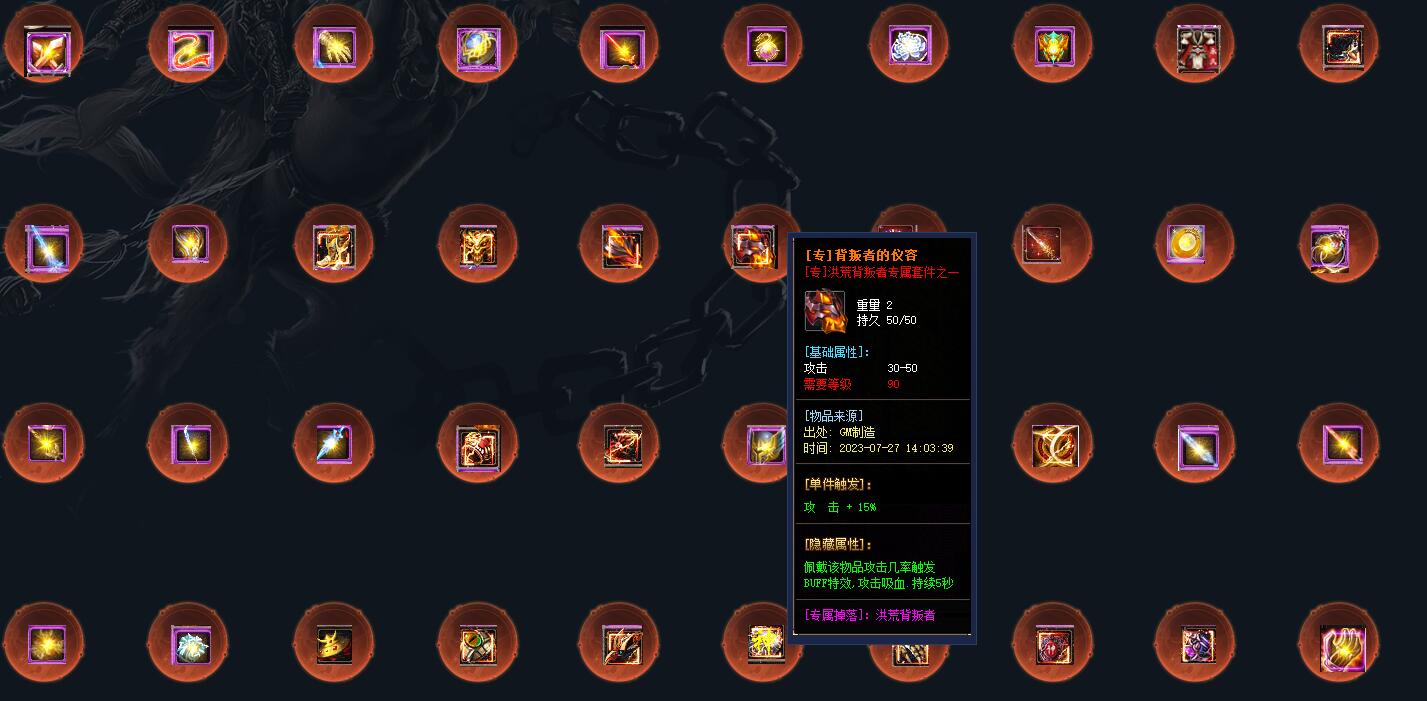 [专]背叛者的仪容
[专]洪荒背叛者专属套件之一
重量 2
持久 50/50
[基础属性]:
攻击 30-50
需要等级 90
[物品来源]
出处: GM制造
时间: 2023-07-27 14:03:39
[单件触发]:
攻 击 + 15%
[隐藏属性]:
佩戴该物品攻击几率触发
BUFF特效,攻击吸血.持续5秒
[专属掉落]: 洪荒背叛者